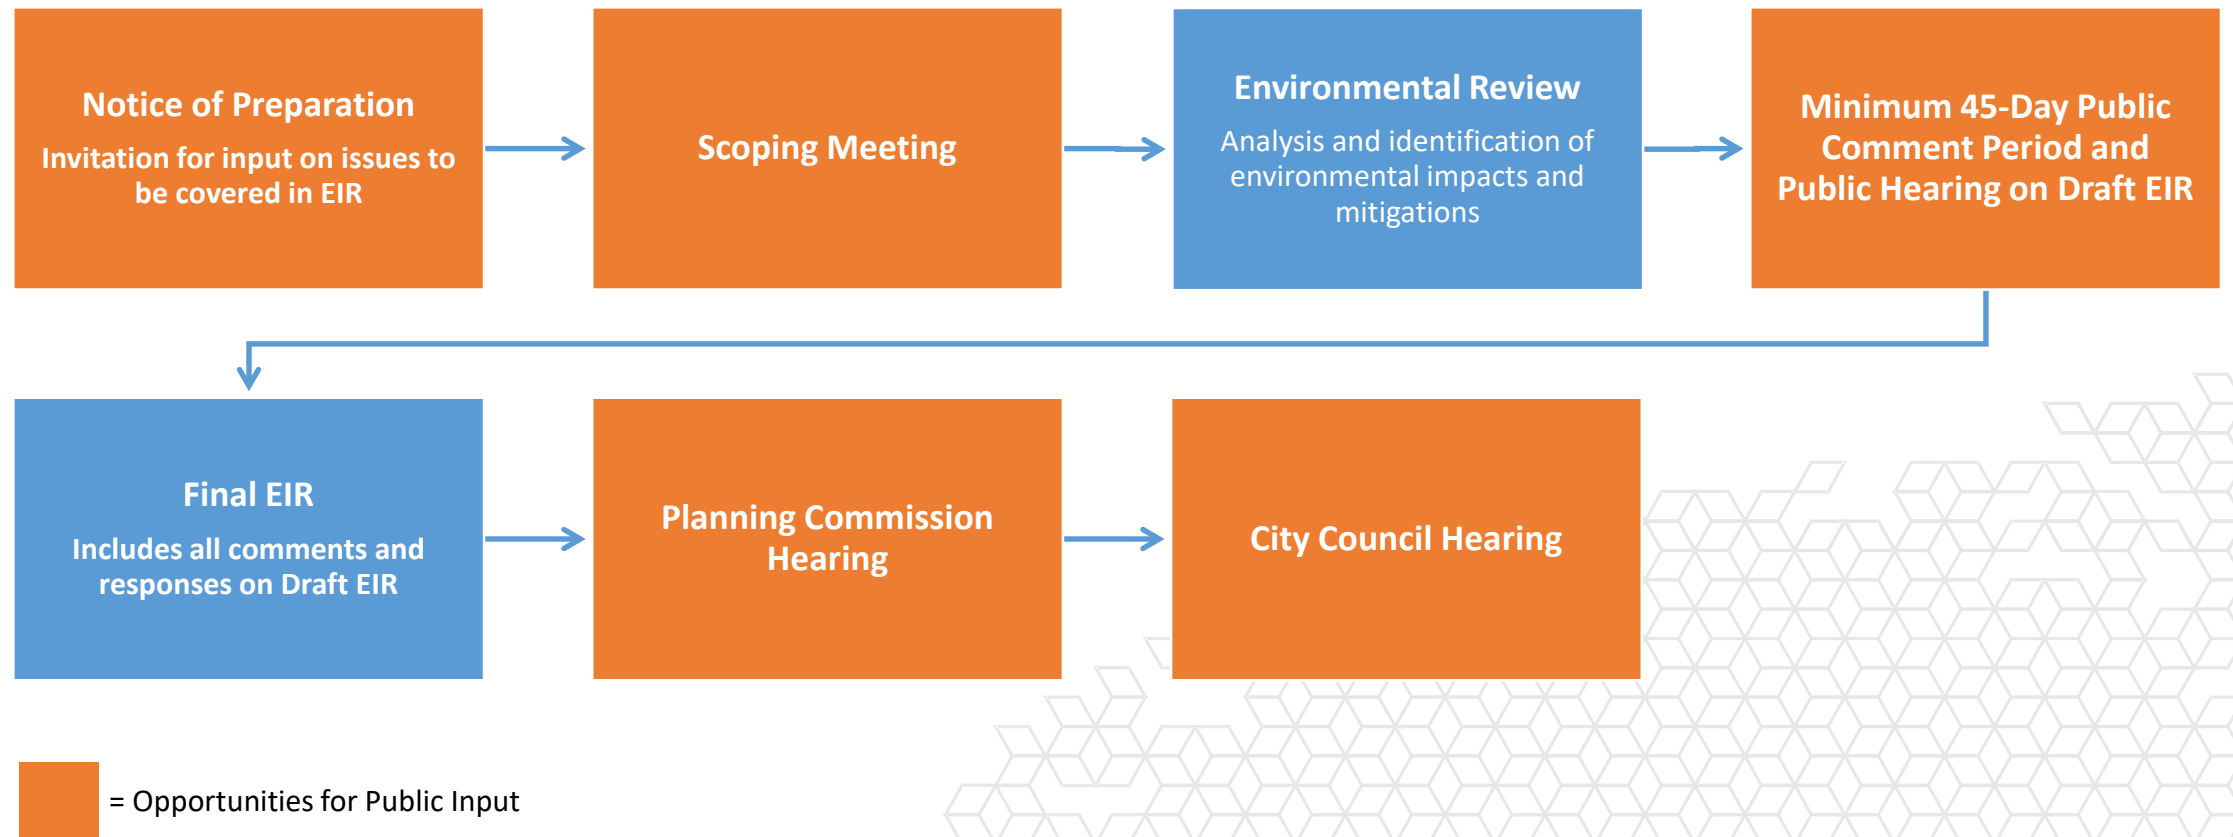 Notice of Preparation
Invitation for input on issues to
be covered in EIR
Scoping Meeting
Environmental Review
Analysis and identification of
environmental impacts and
mitigations
Minimum 45-Day Public
Comment Period and
Public Hearing on Draft EIR
Final EIR
Includes all comments and
responses on Draft EIR
Planning Commission
Hearing
City Council Hearing
= Opportunities for Public Input